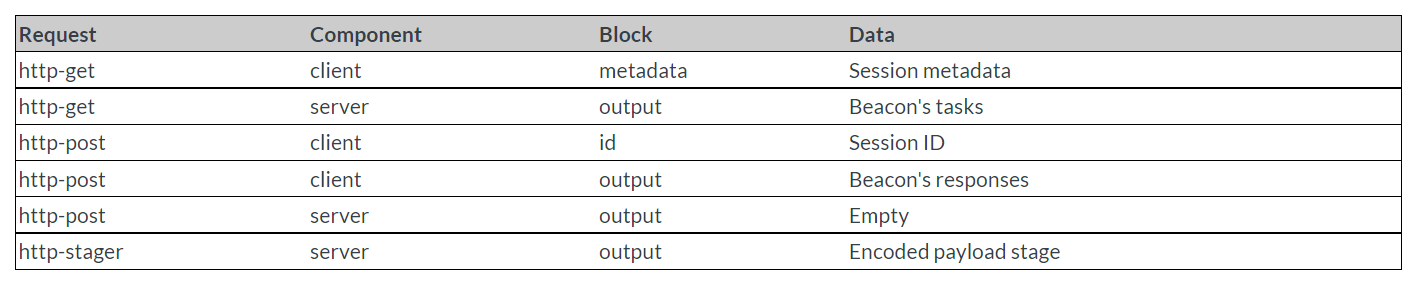 Request Component Block Data
http-get client metadata Session metadata
http-get server output Beacon's tasks
http-post client id Session ID
http-post client output Beacon's responses
http-post server output Empty
http-stager server output Encoded payload stage